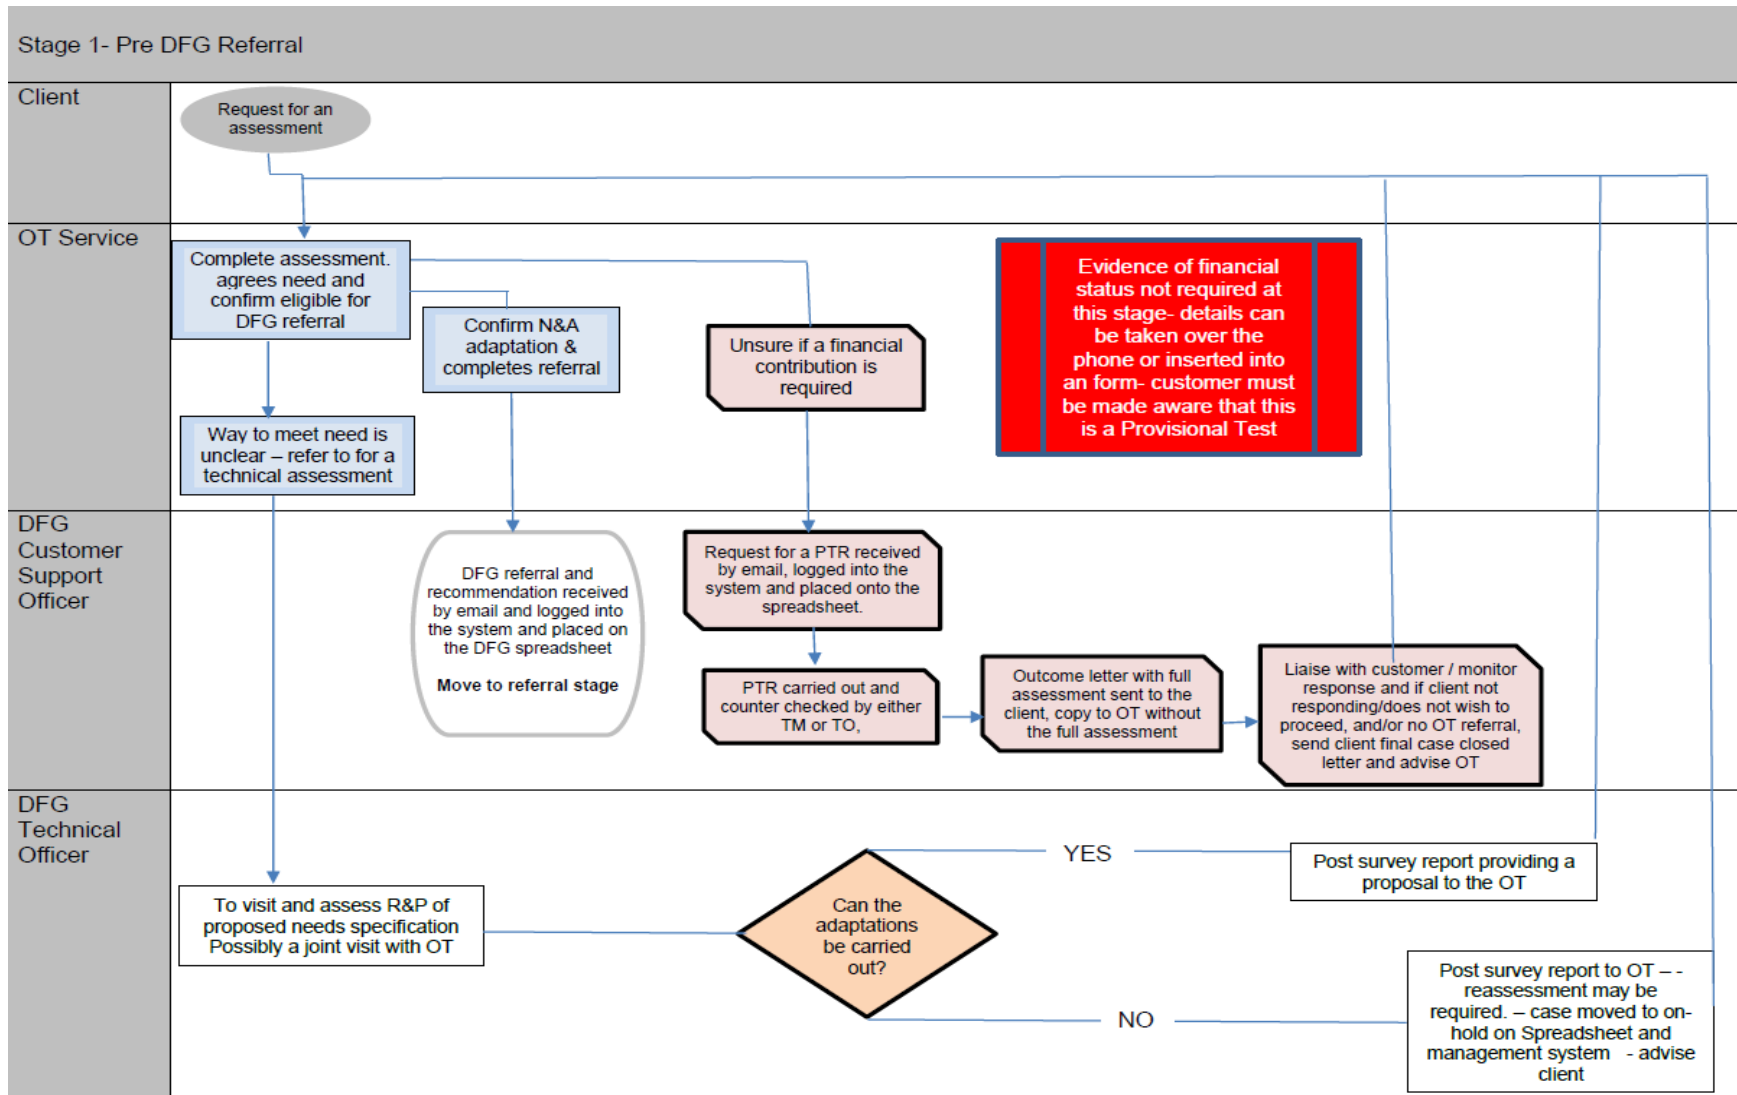 Stage 1- Pre DFG Referral
Client
Request for an
assessment
OT Service
Complete assessment.
agrees need and
confirm eligible for
DFG referral
Confirm N&A
adaptation &
completes referral
Unsure if a financial
contribution is
required
Evidence of financial
status not required at
this stage- details can
be taken over the
phone or inserted into
an form- customer must
be made aware that this
is a Provisional Test
Way to meet need is
unclear – refer to for a
technical assessment
DFG
Customer
Support
Officer
DFG referral and
recommendation received
by email and logged into
the system and placed on
the DFG spreadsheet
Move to referral stage
Request for a PTR received
by email, logged into the
system and placed onto the
spreadsheet.
PTR carried out and
counter checked by either
TM or TO,
Outcome letter with full
assessment sent to the
client, copy to OT without
the full assessment
Liaise with customer / monitor
response and if client not
responding/does not wish to
proceed, and/or no OT referral,
send client final case closed
letter and advise OT
DFG
Technical
Officer
To visit and assess R&P of
proposed needs specification
Possibly a joint visit with OT
Can the
adaptations
be carried
out?
YES
Post survey report providing a
proposal to the OT
NO
Post survey report to OT – -
reassessment may be
required. – case moved to on-
hold on Spreadsheet and
management system - advise
client